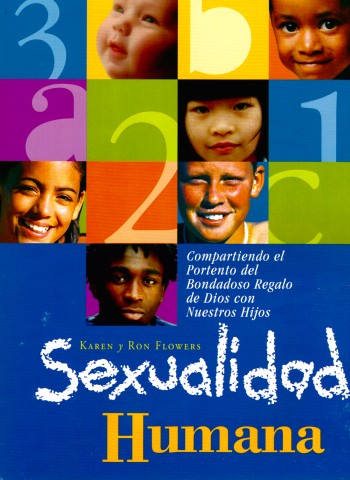 3
b
a
1
2
c
Compartiendo el
Portento del
Bondadoso Regalo
de Dios con
Nuestros Hijos
KAREN y RON FLOWERS
Sexualidad
Humana